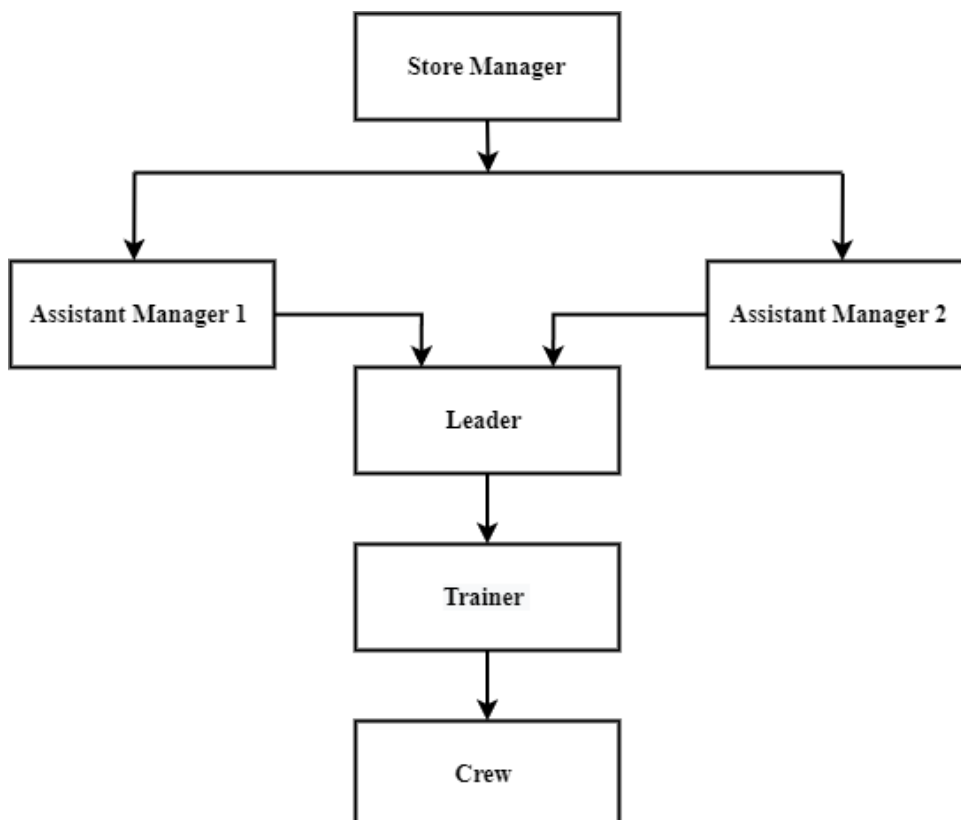 Store Manager
Assistant Manager 1
Assistant Manager 2
Leader
Trainer
Crew